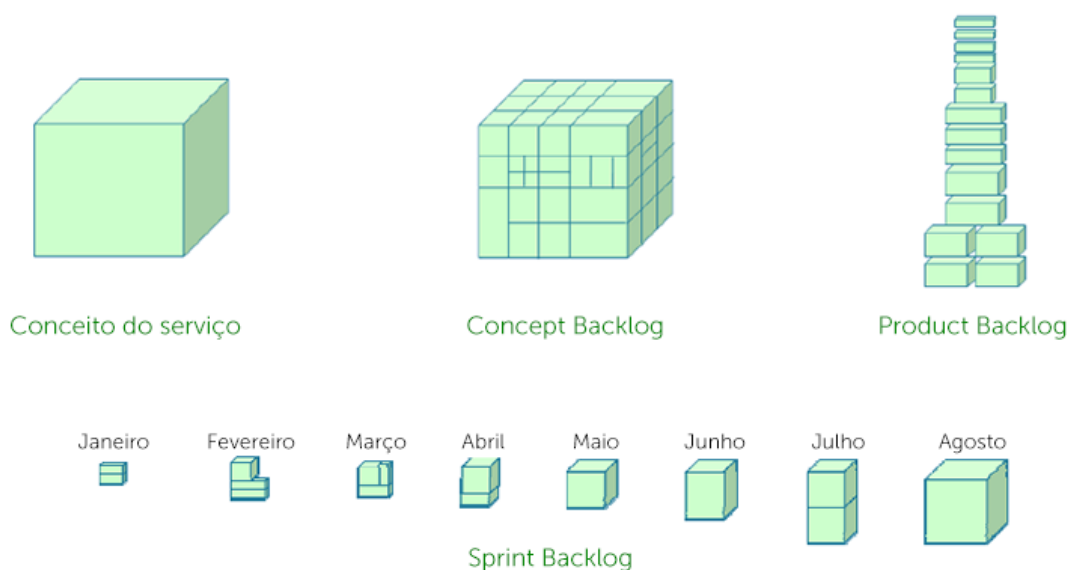 Conceito do serviço
Concept Backlog
Product Backlog
Janeiro
Fevereiro
Março
Abril
Maio
Junho
Julho
Agosto
Sprint Backlog